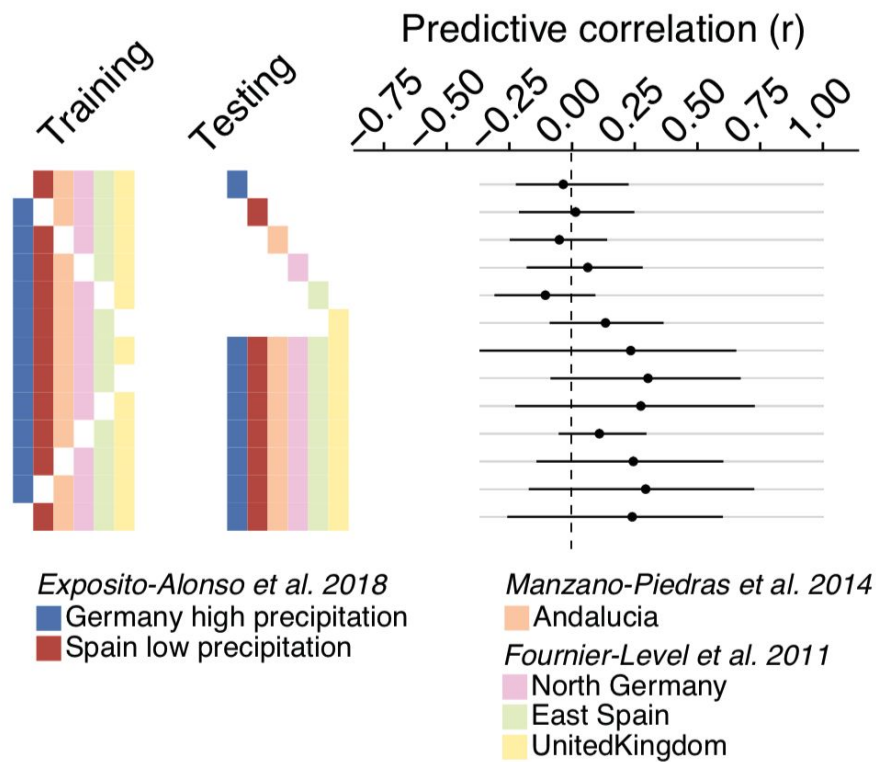 Predictive correlation (r)
Training
Testing
−0.75
−0.50
−0.25
0.00
0.25
0.50
0.75
1.00
Exposito-Alonso et al. 2018
Germany high precipitation
Spain low precipitation
Manzano-Piedras et al. 2014
Andalucia
Fournier-Level et al. 2011
North Germany
East Spain
UnitedKingdom